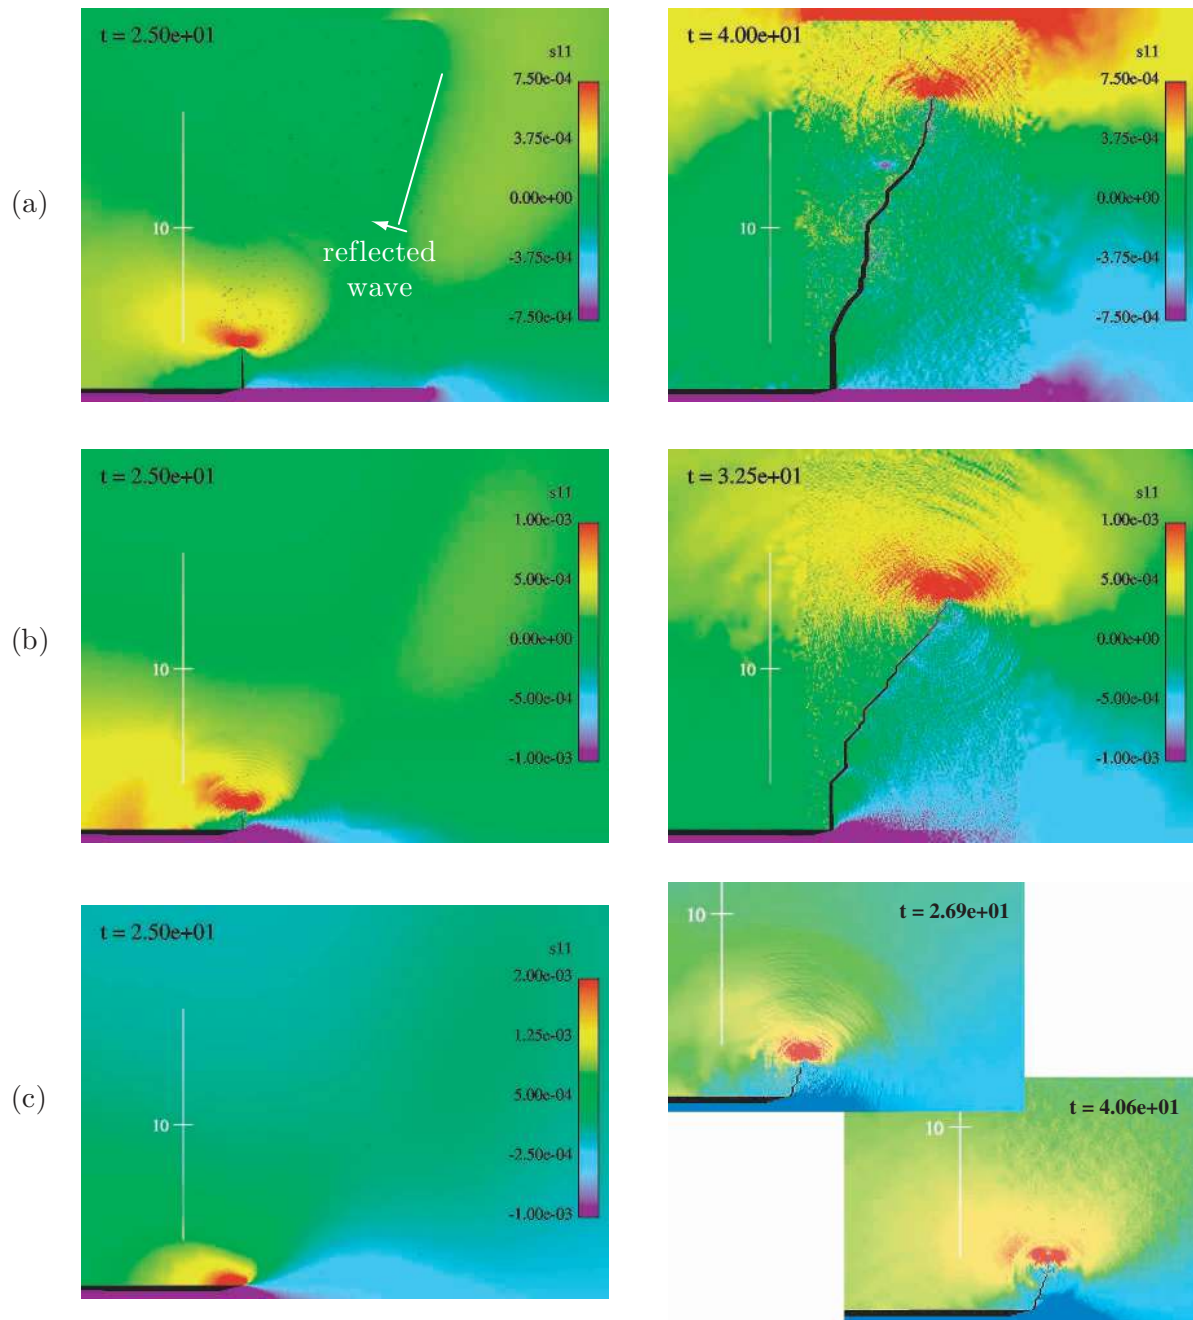 (a)
t = 2.50e+01
s11
7.50e-04
3.75e-04
0.00e+00
-3.75e-04
-7.50e-04
10
reflected
wave
t = 4.00e+01
s11
7.50e-04
3.75e-04
0.00e+00
-3.75e-04
-7.50e-04
10
(b)
t = 2.50e+01
s11
1.00e-03
5.00e-04
0.00e+00
-5.00e-04
-1.00e-03
10
t = 3.25e+01
s11
1.00e-03
5.00e-04
0.00e+00
-5.00e-04
-1.00e-03
10
(c)
t = 2.50e+01
s11
2.00e-03
1.25e-03
5.00e-04
-2.50e-04
-1.00e-03
10
t = 2.69e+01
10
t = 4.06e+01
10